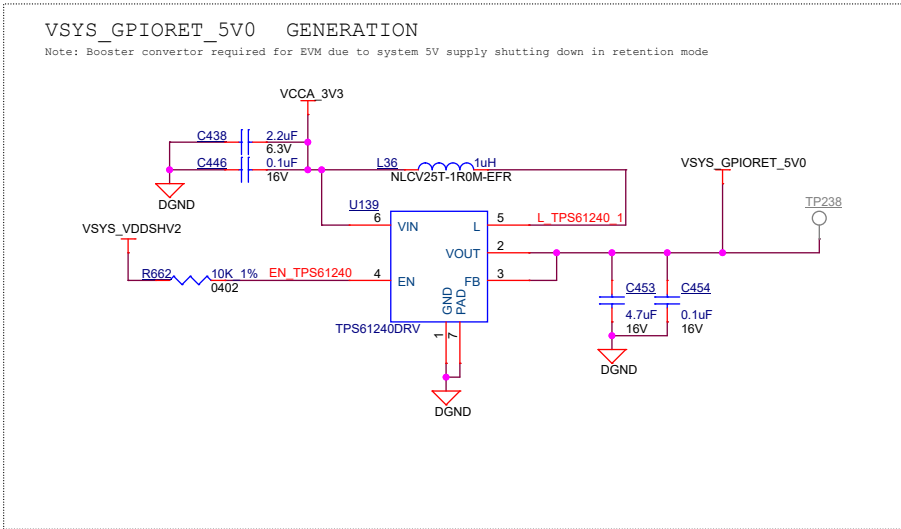 VSYS_GPIORET_5V0 GENERATION
Note: Booster convertor required for EVM due to system 5V supply shutting down in retention mode
VCCA_3V3
C438
2.2uF
6.3V
C446
0.1uF
16V
DGND
L36
1uH
NLCV25T-1R0M-EFR
VSYS_GPIORET_5V0
TP238
U139
VSYS_VDDSHV2
6
VIN
L
5
L_TPS61240_1
VOUT
2
R662
10K 1%
0402
EN_TPS61240
4
EN
FB
3
GND
PAD
TPS61240DRV
1
7
DGND
C453
4.7uF
16V
C454
0.1uF
16V
DGND